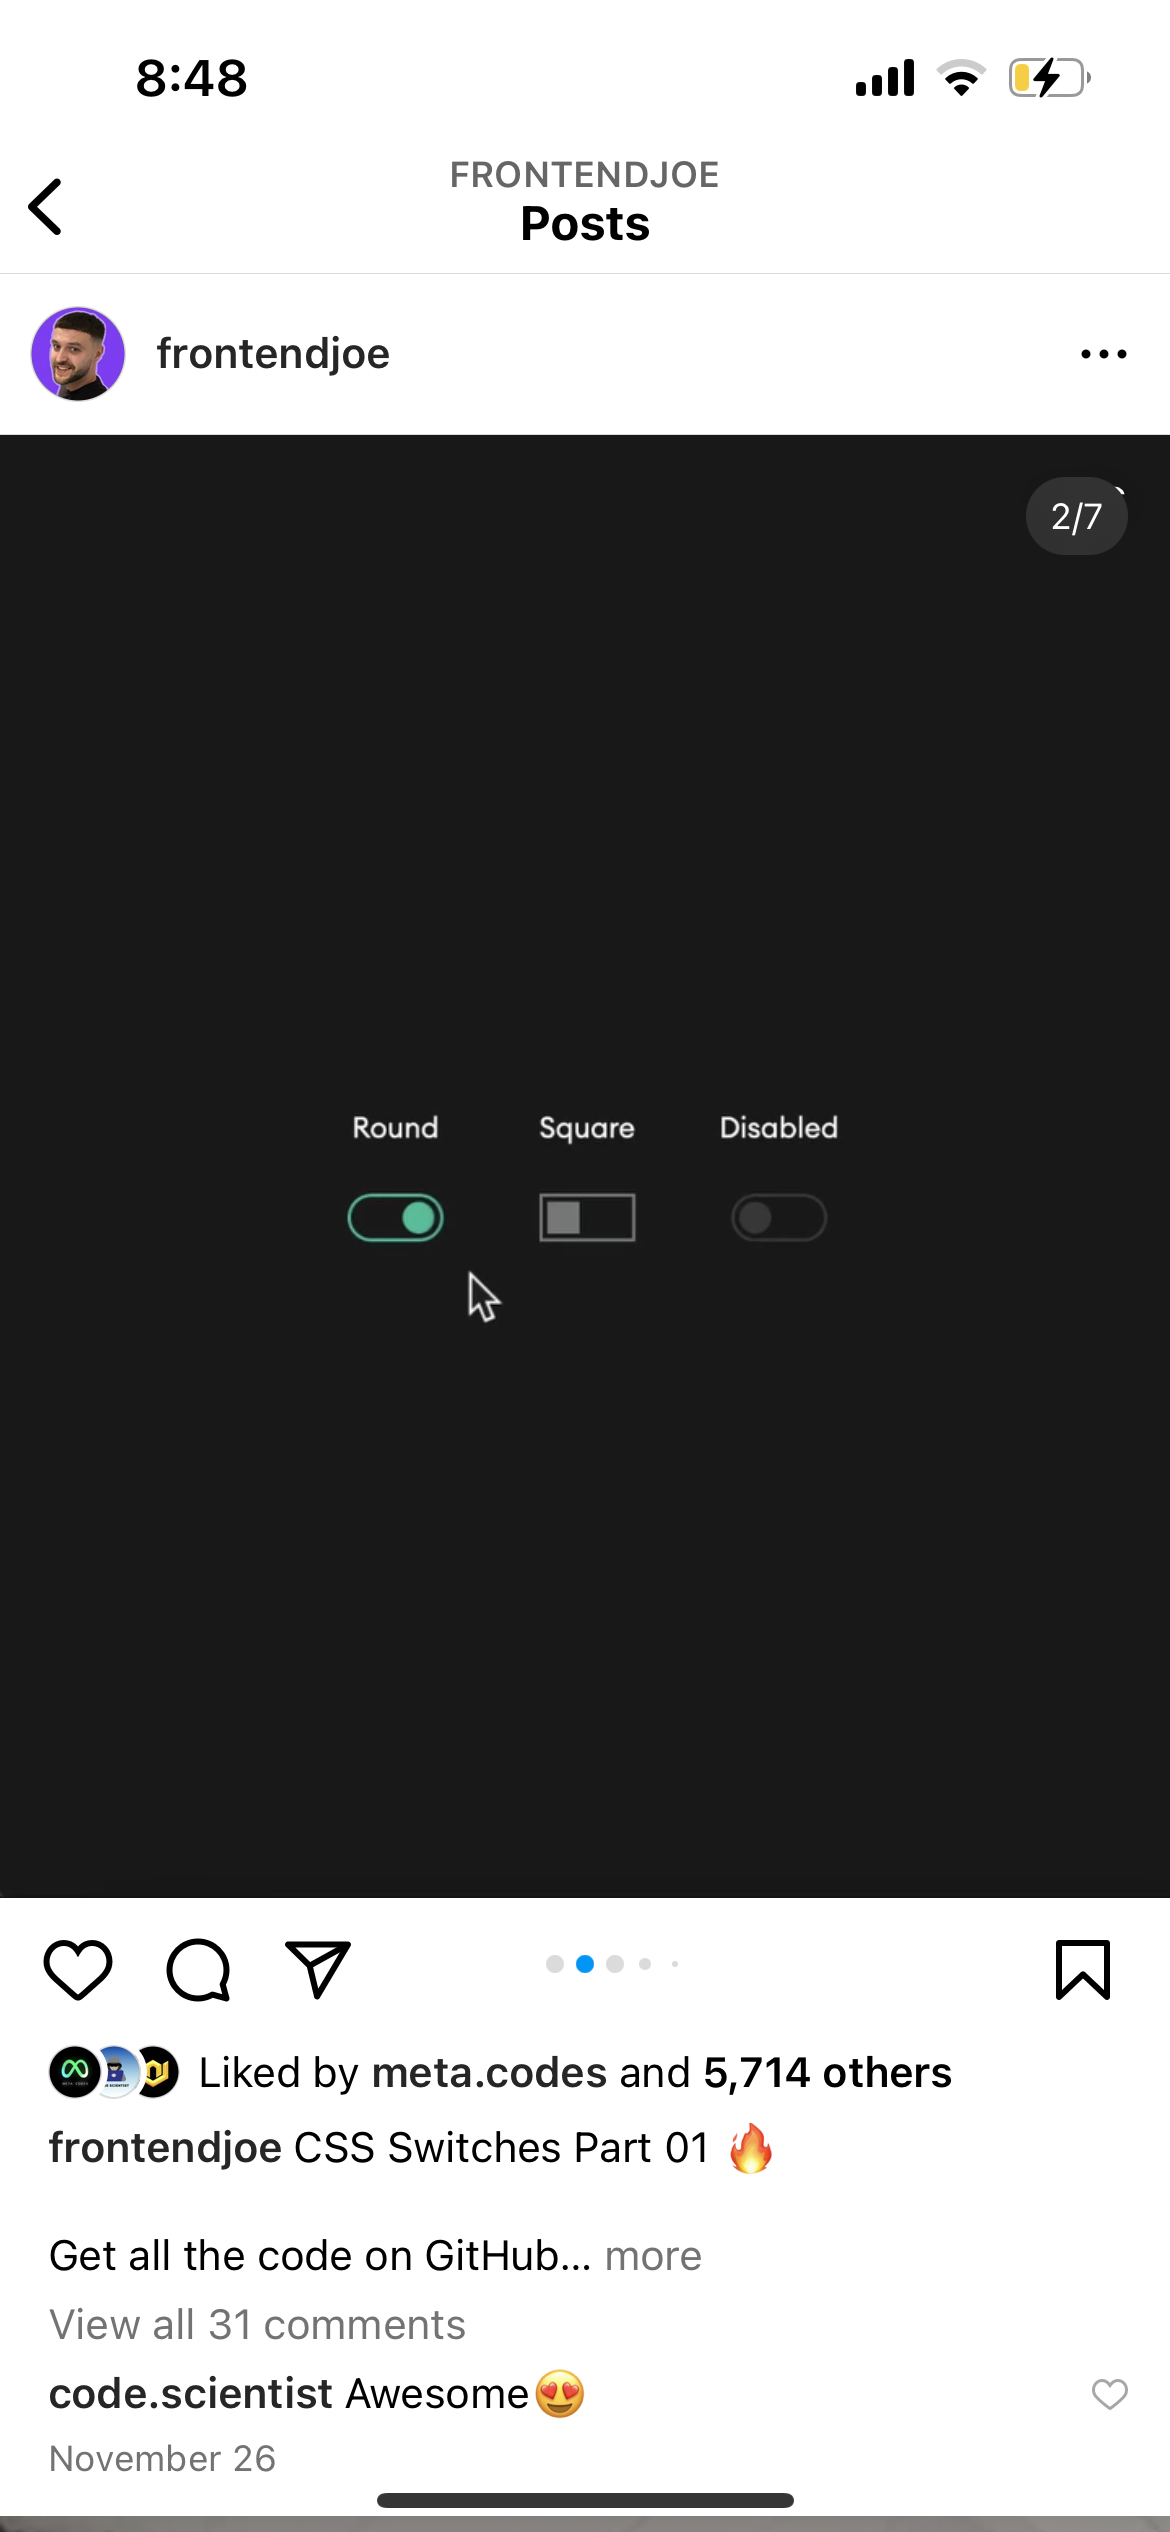 8:48
FRONTENDJOE
Posts
frontendjoe
2/7
Round Square Disabled
Liked by meta.codes and 5,714 others
frontendjoe CSS Switches Part 01 🔥
Get all the code on GitHub... more
View all 31 comments
code.scientist Awesome😍
November 26